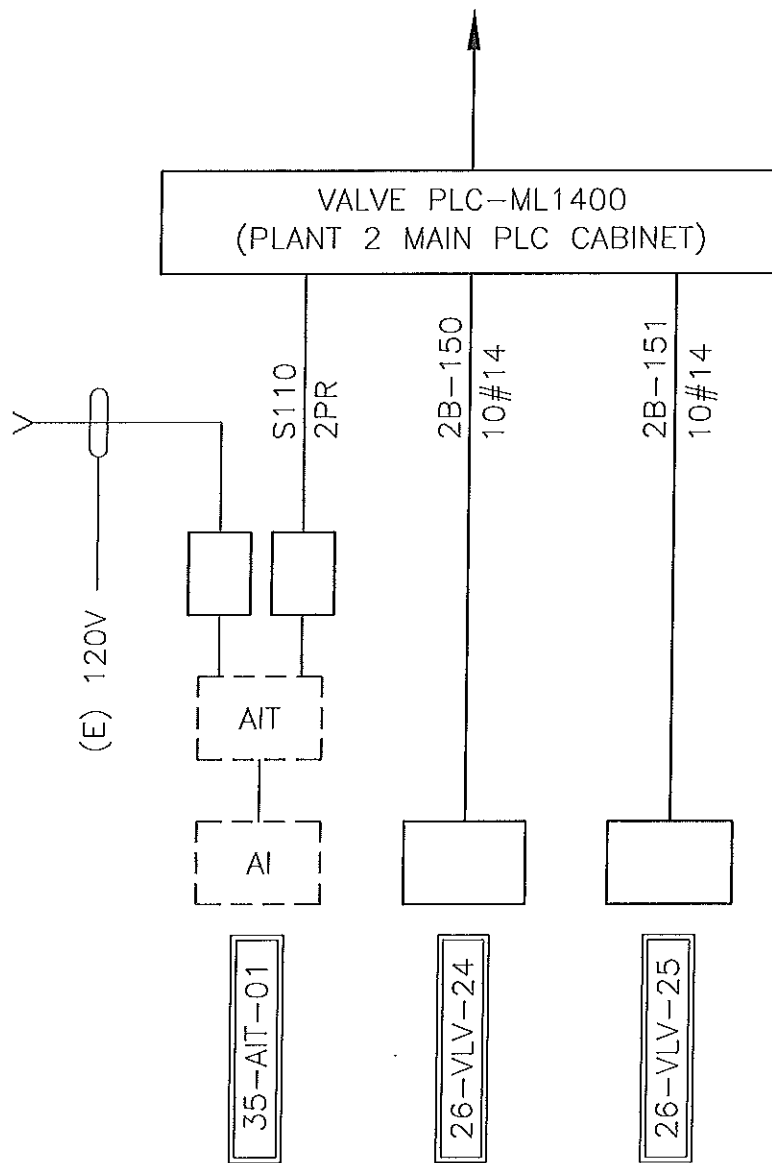 VALVE PLC-ML1400
(PLANT 2 MAIN PLC CABINET)
S110
2PR
2B-150
10#14
2B-151
10#14
(E) 120V
AIT
AI
35-AIT-01
26-VLV-24
26-VLV-25